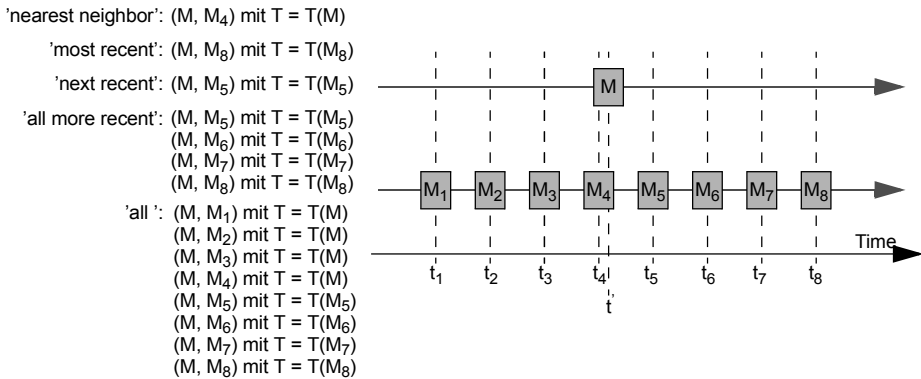 'nearest neighbor': (M, M₄) mit T = T(M)
'most recent': (M, M₈) mit T = T(M₈)
'next recent': (M, M₅) mit T = T(M₅)
'all more recent': (M, M₅) mit T = T(M₅)
(M, M₆) mit T = T(M₆)
(M, M₇) mit T = T(M₇)
(M, M₈) mit T = T(M₈)
'all ': (M, M₁) mit T = T(M)
(M, M₂) mit T = T(M)
(M, M₃) mit T = T(M)
(M, M₄) mit T = T(M)
(M, M₅) mit T = T(M₅)
(M, M₆) mit T = T(M₆)
(M, M₇) mit T = T(M₇)
(M, M₈) mit T = T(M₈)
M
M₁ M₂ M₃ M₄ M₅ M₆ M₇ M₈
Time
t₁ t₂ t₃ t₄ t₅ t₆ t₇ t₈
t'